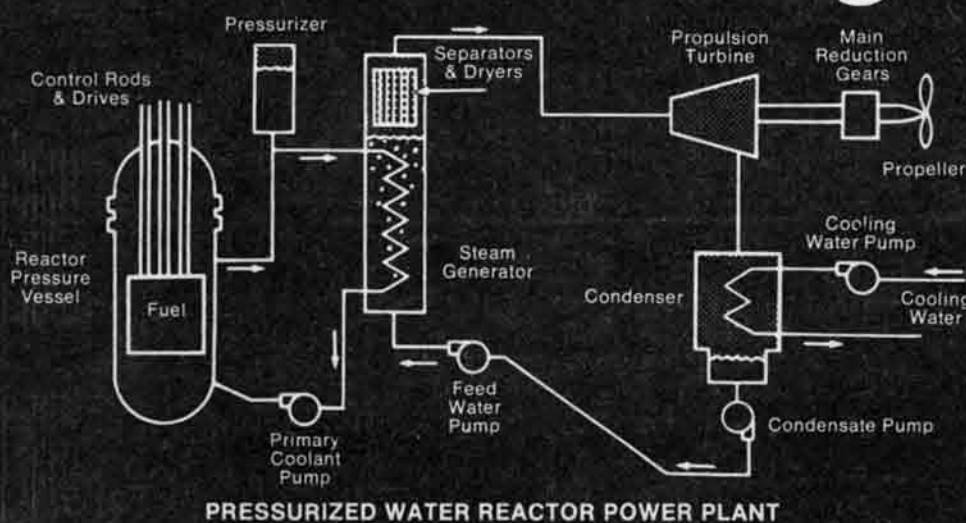 Pressurizer
Control Rods
& Drives
Separators
& Dryers
Propulsion
Turbine
Main
Reduction
Gears
Propeller
Reactor
Pressure
Vessel
Fuel
Steam
Generator
Cooling
Water Pump
Condenser
Cooling
Water
Feed
Water
Pump
Primary
Coolant
Pump
Condensate Pump
PRESSURIZED WATER REACTOR POWER PLANT